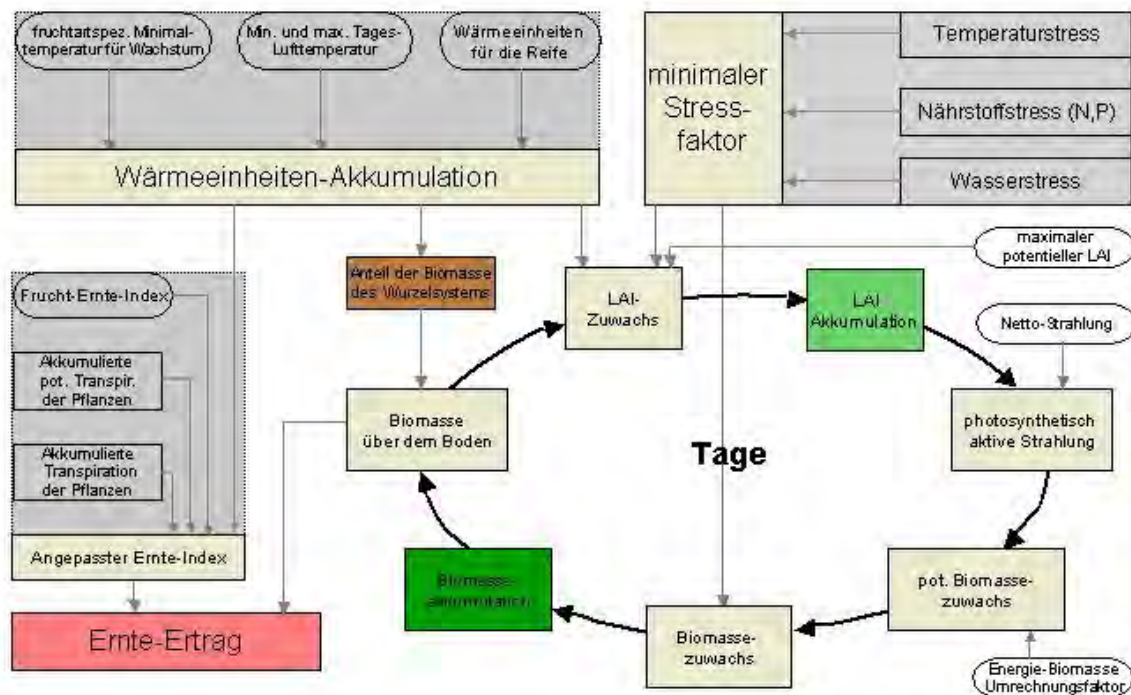 fruchtartspez. Minimal-
temperatur für Wachstum
Min. und max. Tages-
Lufttemperatur
Wärmeeinheiten
für die Reife
Wärmeeinheiten-Akkumulation
minimaler
Stress-
faktor
Temperaturstress
Nährstoffstress (N,P)
Wasserstress
maximaler
potentieller LAI
Netto-Strahlung
Frucht-Ernte-Index
Akkumulierte
pot. Transpir.
der Pflanzen
Akkumulierte
Transpiration
der Pflanzen
Angepasster Ernte-Index
Ernte-Ertrag
Anteil der Biomasse
des Wurzelsystems
LAI-
Zuwachs
LAI
Akkumulation
Biomasse
über dem Boden
Tage
photosynthetisch
aktive Strahlung
Biomasse-
akkumulation
Biomasse-
zuwachs
pot. Biomasse-
zuwachs
Energie-Biomasse
Umrechnungsfaktor